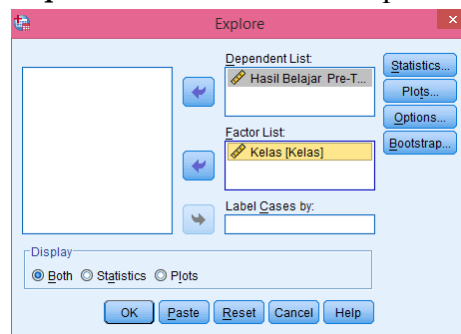 Explore
Dependent List:
Hasil Belajar Pre-T...
Statistics...
Plots...
Options...
Bootstrap...
Factor List:
Kelas [Kelas]
Label Cases by:
Display
Both Statistics Plots
OK Paste Reset Cancel Help